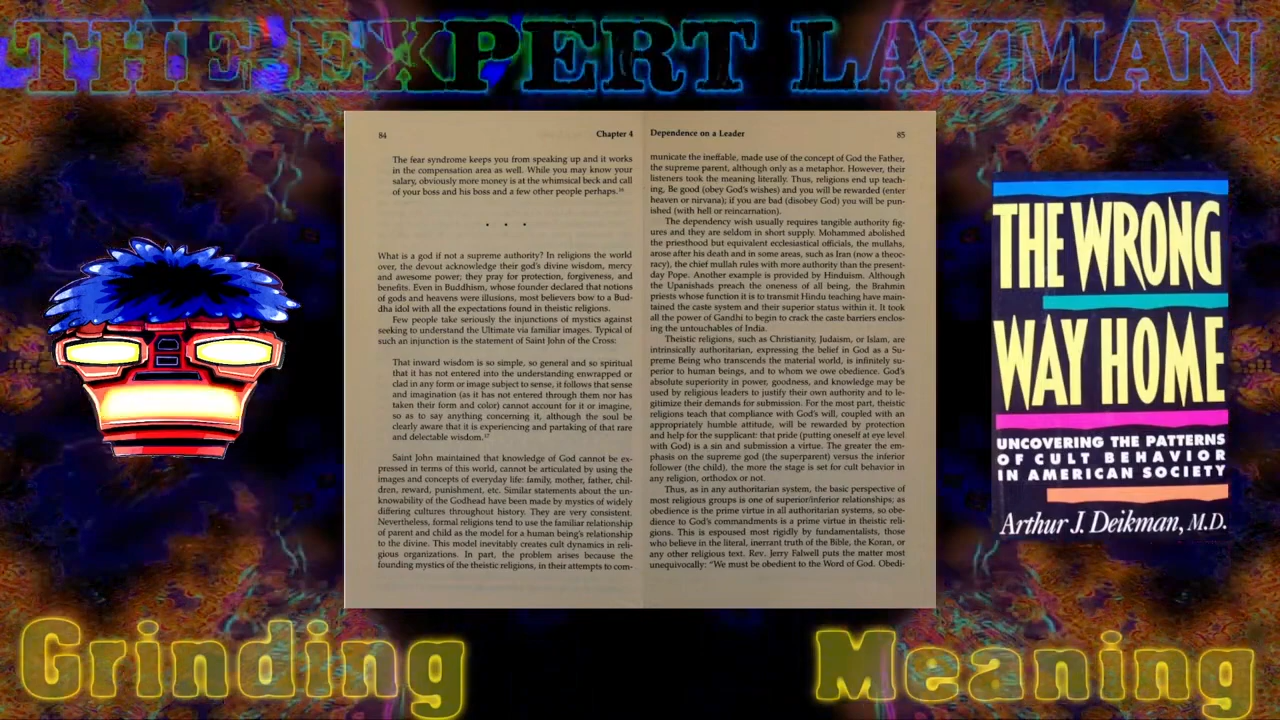 THE EXPERT LAYMAN
84
Chapter 4
The fear syndrome keeps you from speaking up and it works
in the compensation area as well. While you may know your
salary, obviously more money is at the whimsical beck and call
of your boss and his boss and a few other people perhaps.16
• • •
What is a god if not a supreme authority? In religions the world
over, the devout acknowledge their god's divine wisdom, mercy
and awesome power; they pray for protection, forgiveness, and
benefits. Even in Buddhism, whose founder declared that notions
of gods and heavens were illusions, most believers bow to a Bud-
dha idol with all the expectations found in theistic religions.
Few people take seriously the injunctions of mystics against
seeking to understand the Ultimate via familiar images. Typical of
such an injunction is the statement of Saint John of the Cross:
That inward wisdom is so simple, so general and so spiritual
that it has not entered into the understanding enwrapped or
clad in any form or image subject to sense, it follows that sense
and imagination (as it has not entered through them nor has
taken their form and color) cannot account for it or imagine,
so as to say anything concerning it, although the soul be
clearly aware that it is experiencing and partaking of that rare
and delectable wisdom.17
Saint John maintained that knowledge of God cannot be ex-
pressed in terms of this world, cannot be articulated by using the
images and concepts of everyday life: family, mother, father, chil-
dren, reward, punishment, etc. Similar statements about the un-
knowability of the Godhead have been made by mystics of widely
differing cultures throughout history. They are very consistent.
Nevertheless, formal religions tend to use the familiar relationship
of parent and child as the model for a human being's relationship
to the divine. This model inevitably creates cult dynamics in reli-
gious organizations. In part, the problem arises because the
founding mystics of the theistic religions, in their attempts to com-
Dependence on a Leader
85
municate the ineffable, made use of the concept of God the Father,
the supreme parent, although only as a metaphor. However, their
listeners took the meaning literally. Thus, religions end up teach-
ing, Be good (obey God's wishes) and you will be rewarded (enter
heaven or nirvana); if you are bad (disobey God) you will be pun-
ished (with hell or reincarnation).
The dependency wish usually requires tangible authority fig-
ures and they are seldom in short supply. Mohammed abolished
the priesthood but equivalent ecclesiastical officials, the mullahs,
arose after his death and in some areas, such as Iran (now a theoc-
racy), the chief mullah rules with more authority than the present-
day Pope. Another example is provided by Hinduism. Although
the Upanishads preach the oneness of all being, the Brahmin
priests whose function it is to transmit Hindu teaching have main-
tained the caste system and their superior status within it. It took
all the power of Gandhi to begin to crack the caste barriers enclos-
ing the untouchables of India.
Theistic religions, such as Christianity, Judaism, or Islam, are
intrinsically authoritarian, expressing the belief in God as a Su-
preme Being who transcends the material world, is infinitely su-
perior to human beings, and to whom we owe obedience. God's
absolute superiority in power, goodness, and knowledge may be
used by religious leaders to justify their own authority and to le-
gitimize their demands for submission. For the most part, theistic
religions teach that compliance with God's will, coupled with an
appropriately humble attitude, will be rewarded by protection
and help for the supplicant: that pride (putting oneself at eye level
with God) is a sin and submission a virtue. The greater the em-
phasis on the supreme god (the superparent) versus the inferior
follower (the child), the more the stage is set for cult behavior in
any religion, orthodox or not.
Thus, as in any authoritarian system, the basic perspective of
most religious groups is one of superior/inferior relationships; as
obedience is the prime virtue in all authoritarian systems, so obe-
dience to God's commandments is a prime virtue in theistic reli-
gions. This is espoused most rigidly by fundamentalists, those
who believe in the literal, inerrant truth of the Bible, the Koran, or
any other religious text. Rev. Jerry Falwell puts the matter most
unequivocally: "We must be obedient to the Word of God. Obedi-
THE WRONG
WAY HOME
UNCOVERING THE PATTERNS
OF CULT BEHAVIOR
IN AMERICAN SOCIETY
Arthur J. Deikman, M.D.
Grinding
Meaning